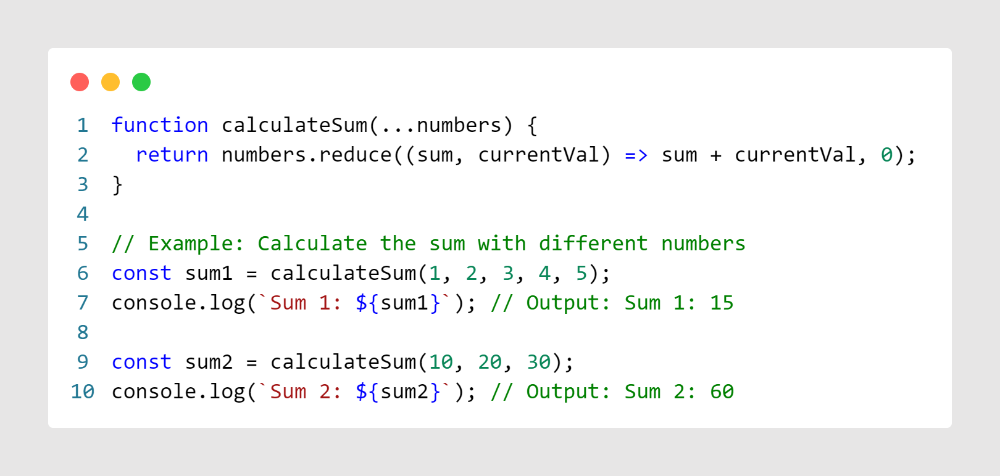 1 function calculateSum(...numbers) {
2   return numbers.reduce((sum, currentVal) => sum + currentVal, 0);
3 }
4
5 // Example: Calculate the sum with different numbers
6 const sum1 = calculateSum(1, 2, 3, 4, 5);
7 console.log(`Sum 1: ${sum1}`); // Output: Sum 1: 15
8
9 const sum2 = calculateSum(10, 20, 30);
10 console.log(`Sum 2: ${sum2}`); // Output: Sum 2: 60